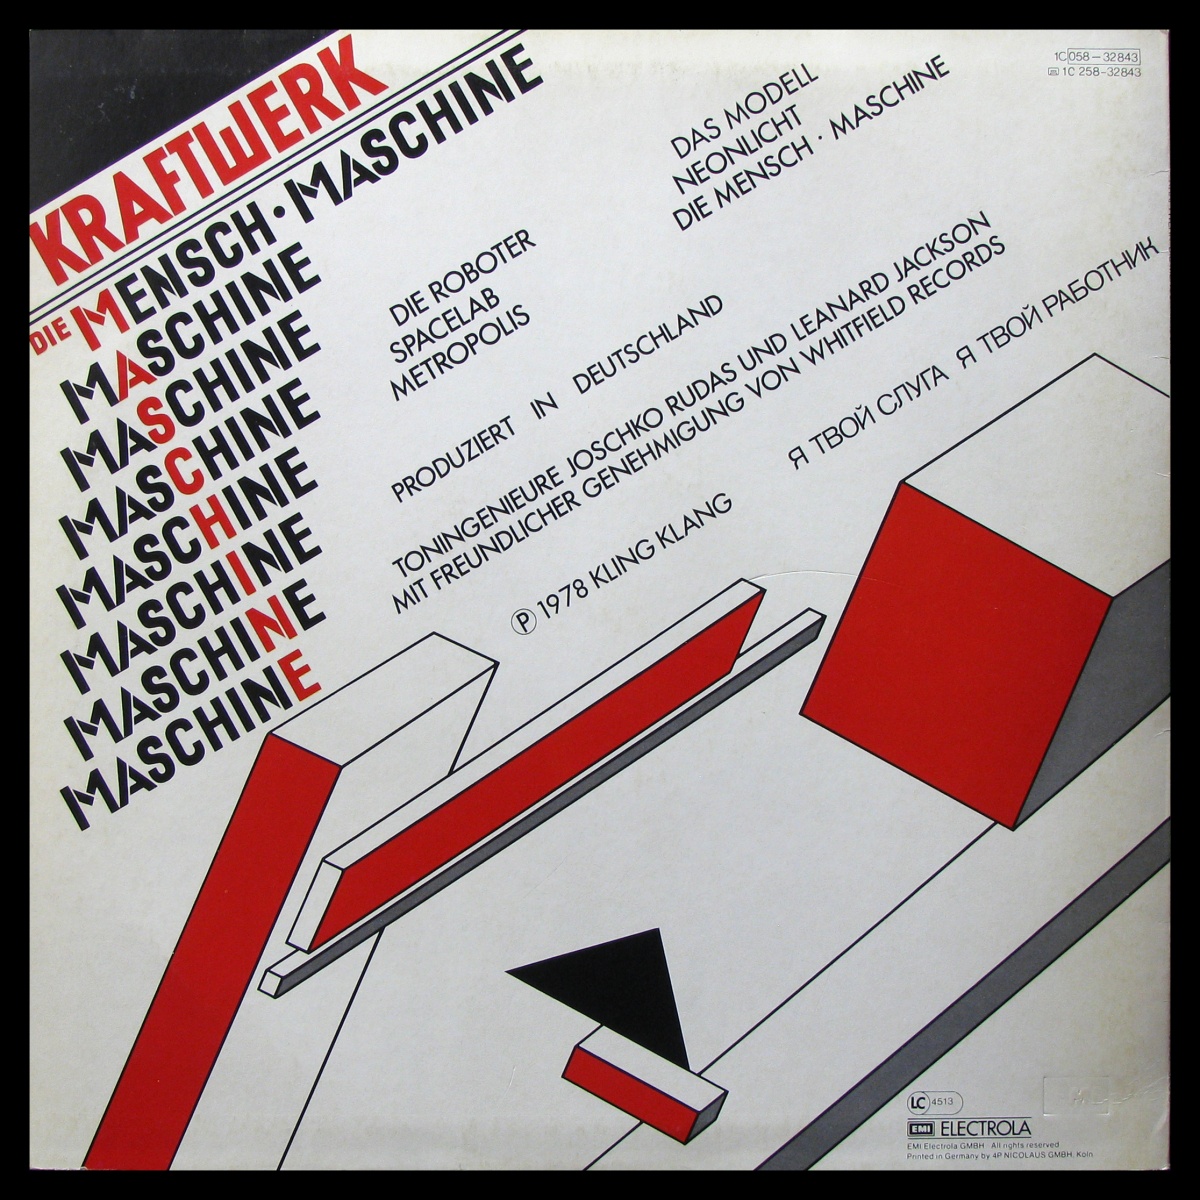 KRAFTWERK
DIE MENSCH·MASCHINE
MASCHINE
MASCHINE
MASCHINE
MASCHINE
MASCHINE
MASCHINE
MASCHINE
DIE ROBOTER
SPACELAB
METROPOLIS
DAS MODELL
NEONLICHT
DIE MENSCH · MASCHINE
PRODUZIERT IN DEUTSCHLAND
TONINGENIEURE JOSCHKO RUDAS UND LEANARD JACKSON
MIT FREUNDLICHER GENEHMIGUNG VON WHITFIELD RECORDS
Ⓟ 1978 KLING KLANG
Я ТВОЙ СЛУГА Я ТВОЙ РАБОТНИК
1C 058-32843
1C 258-32843
LC 4513
EMI ELECTROLA
EMI Electrola GMBH · All rights reserved
Printed in Germany by 4P NICOLAUS GMBH, Köln